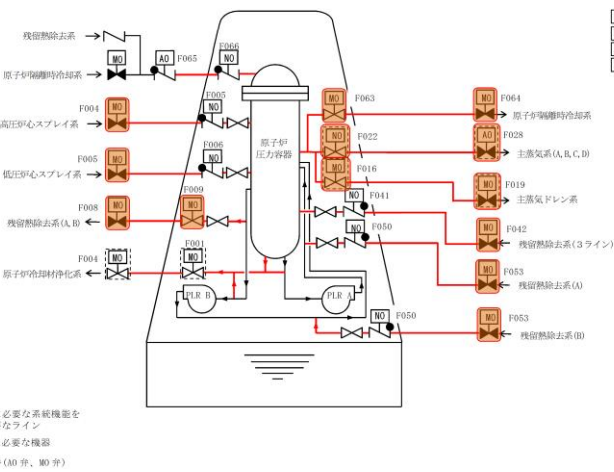 残留熱除去系
F066
AO
F065
NO
MO
原子炉隔離時冷却系
F005
MO
F063
MO
F064
F004
MO
NO
原子炉隔離時冷却系
高圧炉心スプレイ系
原子炉
圧力容器
NO
F022
AO
F028
F006
主蒸気系(A, B, C, D)
F005
MO
NO
MO
F016
低圧炉心スプレイ系
MO
F019
F009
F008
MO
MO
NO
F041
主蒸気ドレン系
残留熱除去系(A, B)
MO
F042
NO
F050
残留熱除去系(3ライン)
F004
MO
F001
MO
MO
F053
原子炉冷却材浄化系
残留熱除去系(A)
PLR B
PLR A
NO
F050
MO
F053
残留熱除去系(B)
必要な系統機能を
なライン
必要な機器
(AO 弁、MO 弁)